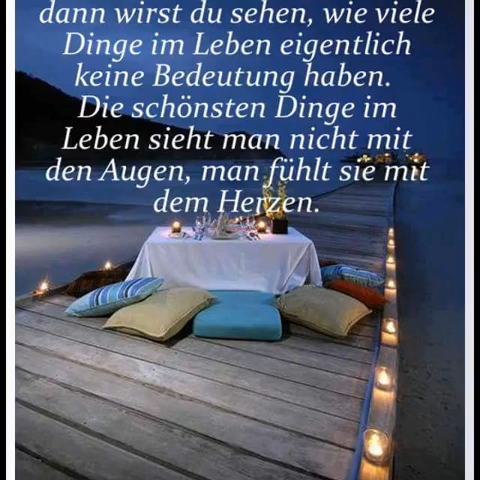 dann wirst du sehen, wie viele
Dinge im Leben eigentlich
keine Bedeutung haben.
Die schönsten Dinge im
Leben sieht man nicht mit
den Augen, man fühlt sie mit
dem Herzen.